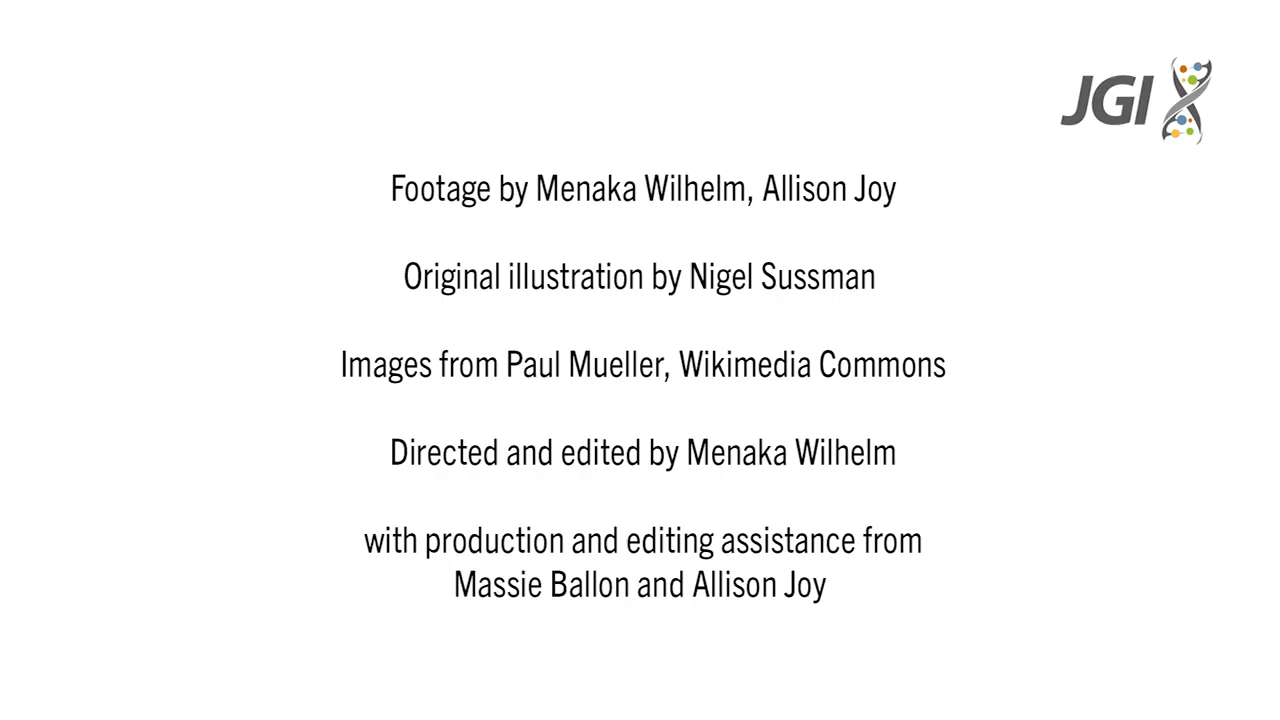 JGI
Footage by Menaka Wilhelm, Allison Joy
Original illustration by Nigel Sussman
Images from Paul Mueller, Wikimedia Commons
Directed and edited by Menaka Wilhelm
with production and editing assistance from
Massie Ballon and Allison Joy